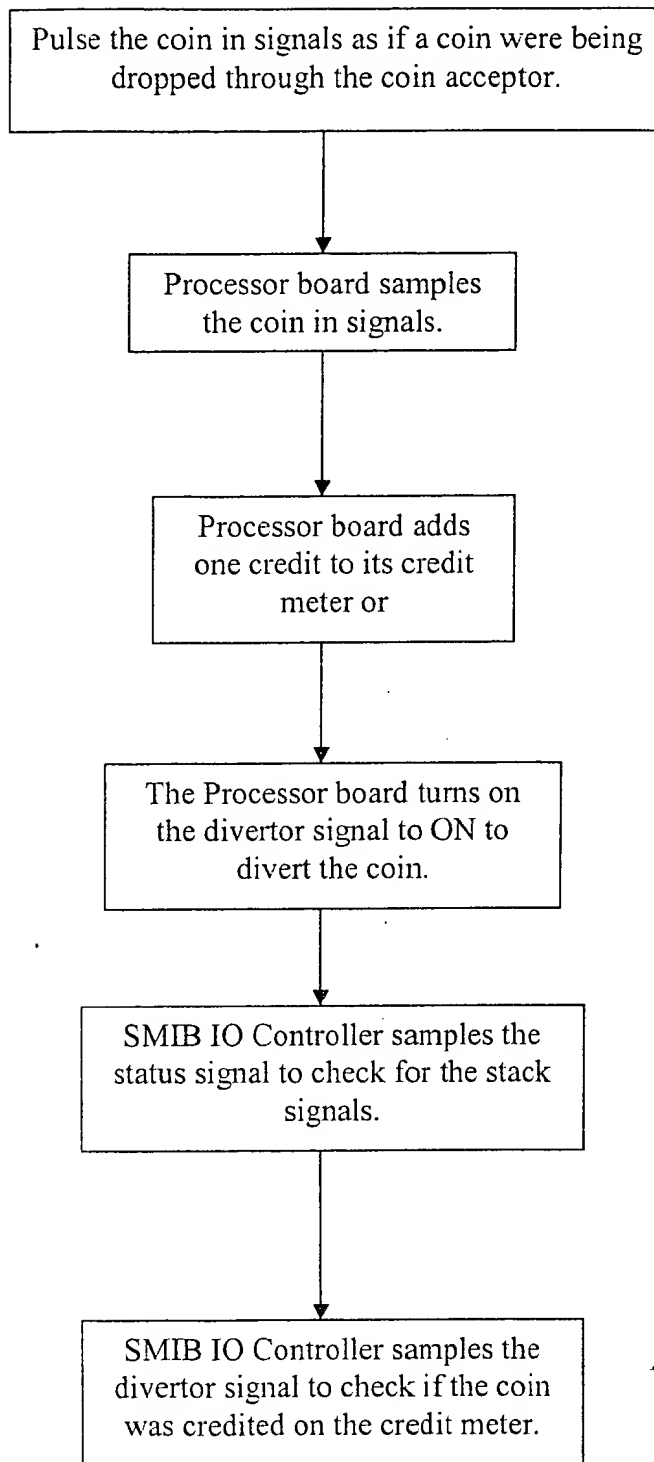 Pulse the coin in signals as if a coin were being
dropped through the coin acceptor.
Processor board samples
the coin in signals.
Processor board adds
one credit to its credit
meter or
The Processor board turns on
the divertor signal to ON to
divert the coin.
SMIB IO Controller samples the
status signal to check for the stack
signals.
SMIB IO Controller samples the
divertor signal to check if the coin
was credited on the credit meter.